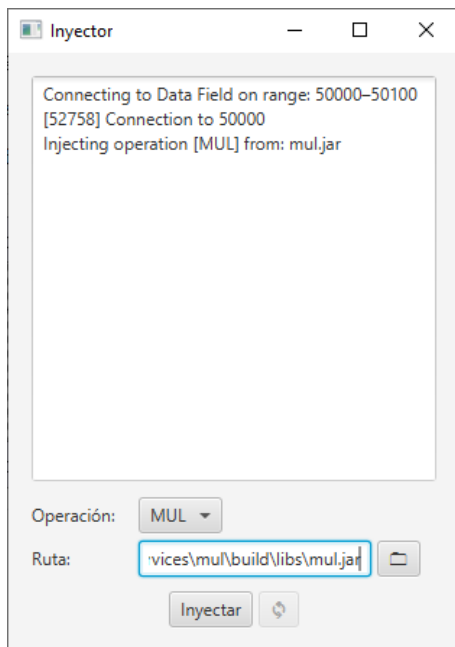 Inyector
Connecting to Data Field on range: 50000–50100
[52758] Connection to 50000
Injecting operation [MUL] from: mul.jar
Operación: MUL
Ruta: vices\mul\build\libs\mul.jar
Inyectar